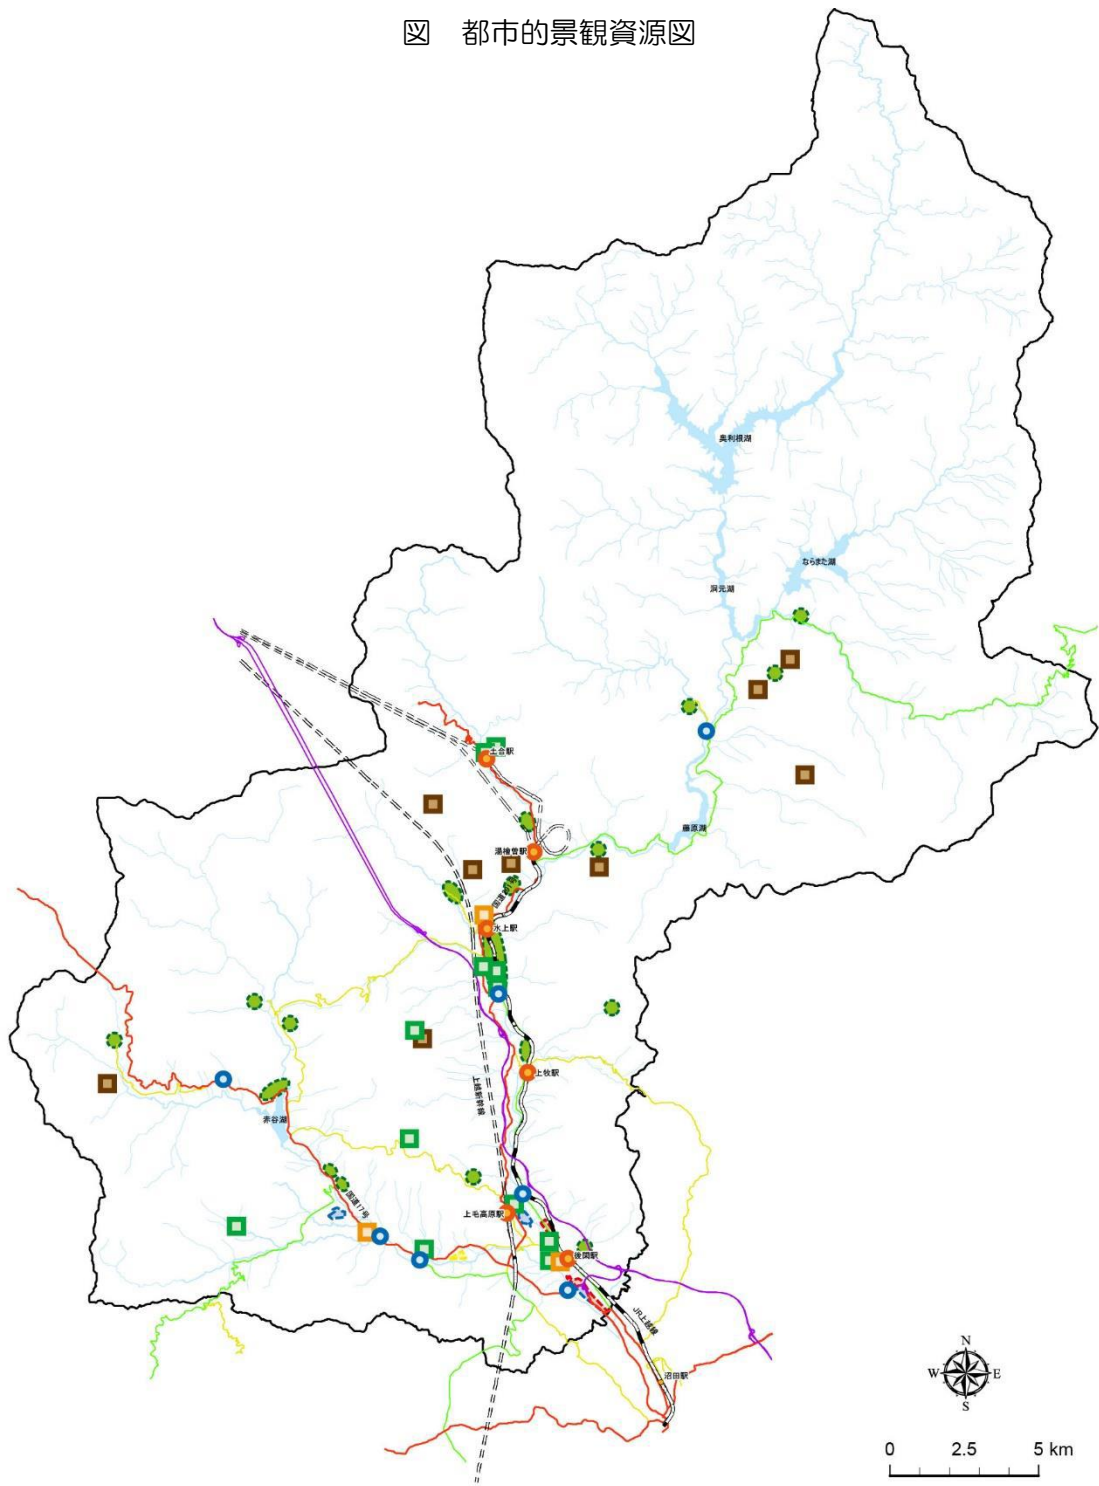 図 都市的景観資源図
奥利根湖
ならまた湖
洞元湖
土合駅
藤原湖
湯檜曽駅
水上駅
上牧駅
上越新幹線
赤谷湖
国道17号
上毛高原駅
後閑駅
JR上越線
沼田駅
N
W E
S
0 2.5 5 km